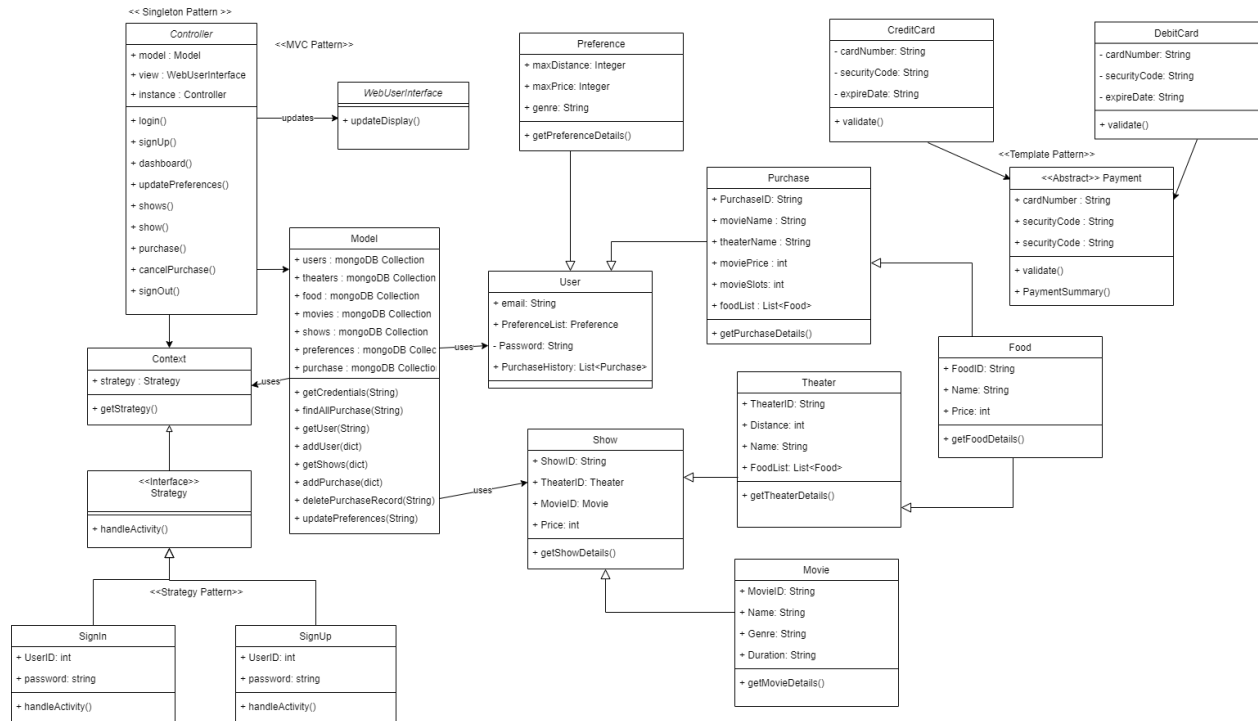 << Singleton Pattern >>
Controller
+ model : Model
+ view : WebUserInterface
+ instance : Controller
+ login()
+ signUp()
+ dashboard()
+ updatePreferences()
+ shows()
+ show()
+ purchase()
+ cancelPurchase()
+ signOut()
<<MVC Pattern>>
updates
WebUserInterface
+ updateDisplay()
Preference
+ maxDistance: Integer
+ maxPrice: Integer
+ genre: String
+ getPreferenceDetails()
CreditCard
- cardNumber: String
- securityCode: String
- expireDate: String
+ validate()
DebitCard
- cardNumber: String
- securityCode: String
- expireDate: String
+ validate()
<<Template Pattern>>
<<Abstract>> Payment
+ cardNumber : String
+ securityCode : String
+ securityCode : String
+ validate()
+ PaymentSummary()
Purchase
+ PurchaseID: String
+ movieName : String
+ theaterName : String
+ moviePrice : int
+ movieSlots: int
+ foodList : List<Food>
+ getPurchaseDetails()
Model
+ users : mongoDB Collection
+ theaters : mongoDB Collection
+ food : mongoDB Collection
+ movies : mongoDB Collection
+ shows : mongoDB Collection
+ preferences : mongoDB Collec
+ purchase : mongoDB Collection
+ getCredentials(String)
+ findAllPurchase(String)
+ getUser(String)
+ addUser(dict)
+ getShows(dict)
+ addPurchase(dict)
+ deletePurchaseRecord(String)
+ updatePreferences(String)
uses
uses
uses
User
+ email: String
+ PreferenceList: Preference
- Password: String
+ PurchaseHistory: List<Purchase>
Context
+ strategy : Strategy
+ getStrategy()
Food
+ FoodID: String
+ Name: String
+ Price: int
+ getFoodDetails()
Theater
+ TheaterID: String
+ Distance: int
+ Name: String
+ FoodList: List<Food>
+ getTheaterDetails()
Show
+ ShowID: String
+ TheaterID: Theater
+ MovieID: Movie
+ Price: int
+ getShowDetails()
<<Interface>>
Strategy
+ handleActivity()
<<Strategy Pattern>>
Movie
+ MovieID: String
+ Name: String
+ Genre: String
+ Duration: String
+ getMovieDetails()
SignIn
+ UserID: int
+ password: string
+ handleActivity()
SignUp
+ UserID: int
+ password: string
+ handleActivity()